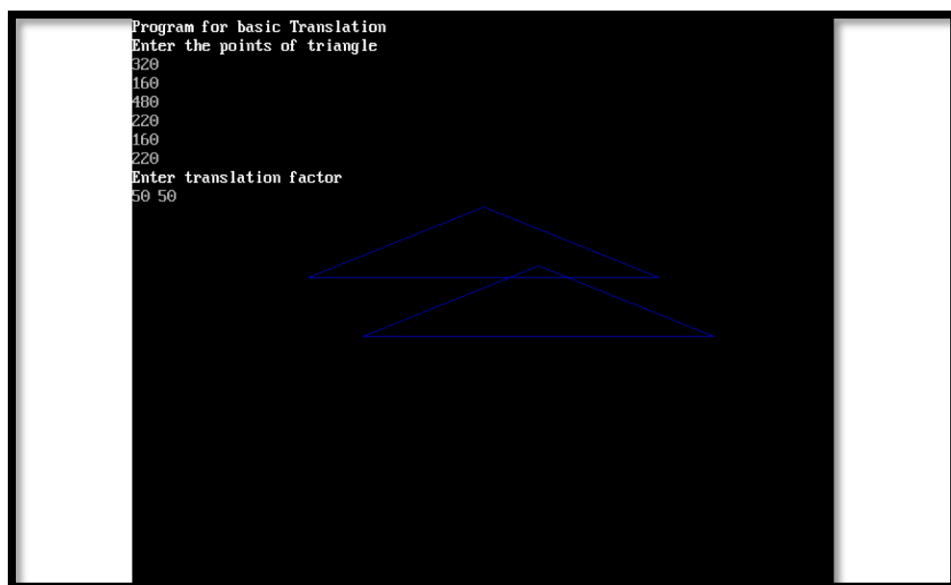 Program for basic Translation
Enter the points of triangle
320
160
480
220
160
220
Enter translation factor
50 50